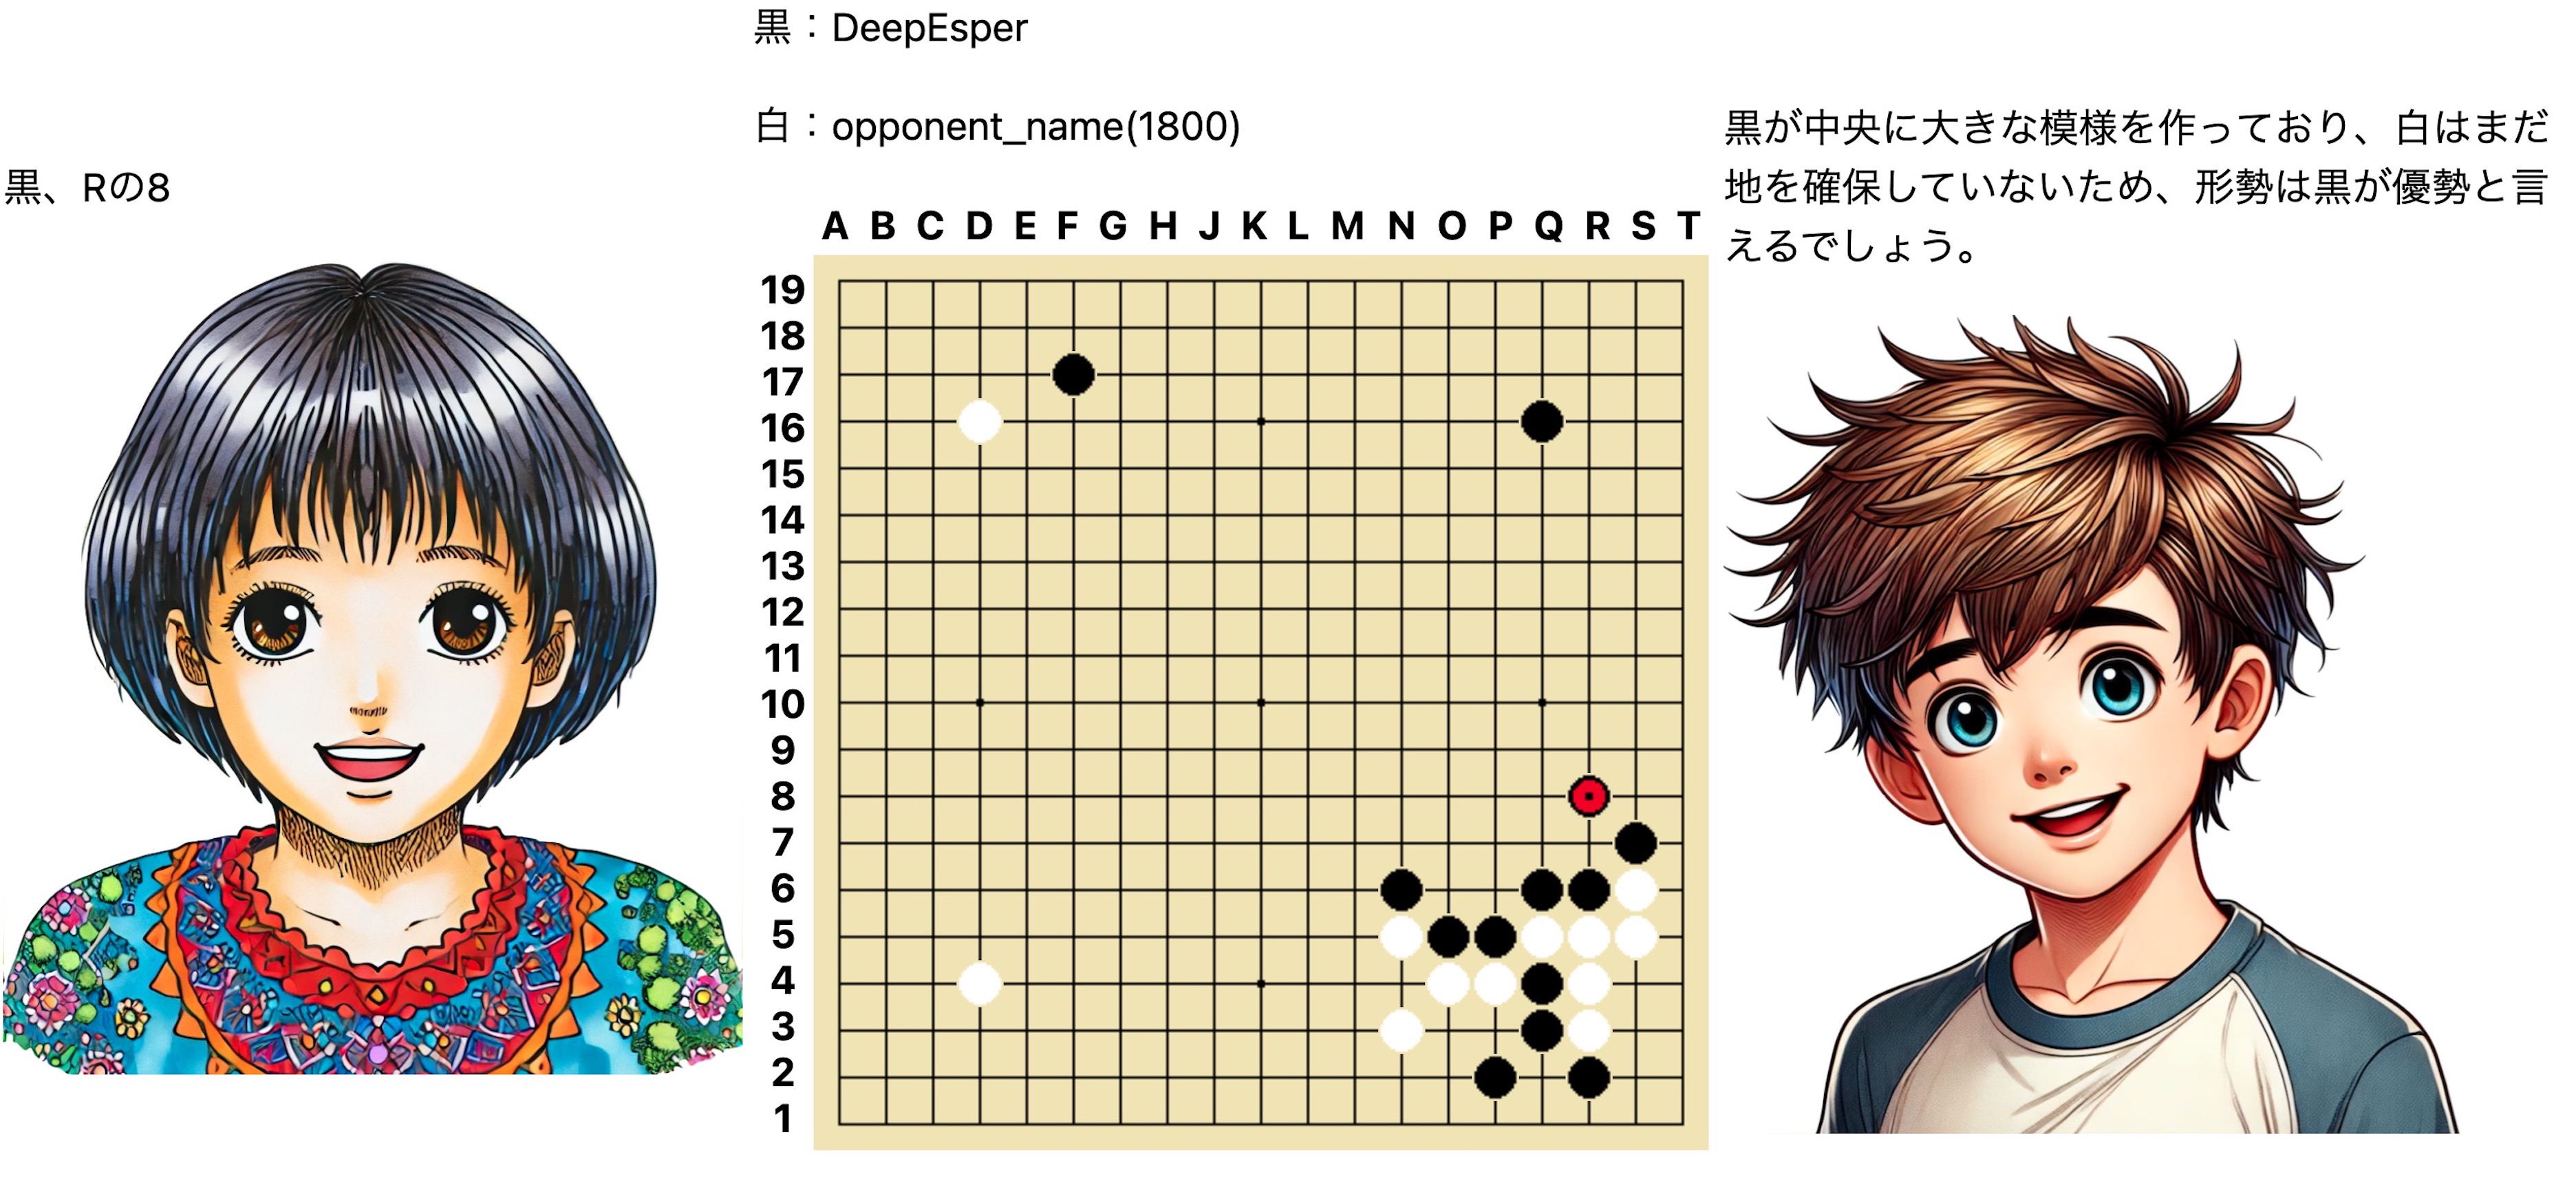 黒：DeepEsper
白：opponent_name(1800)
黒、Rの8
黒が中央に大きな模様を作っており、白はまだ
地を確保していないため、形勢は黒が優勢と言
えるでしょう。
A B C D E F G H J K L M N O P Q R S T
19
18
17
16
15
14
13
12
11
10
9
8
7
6
5
4
3
2
1